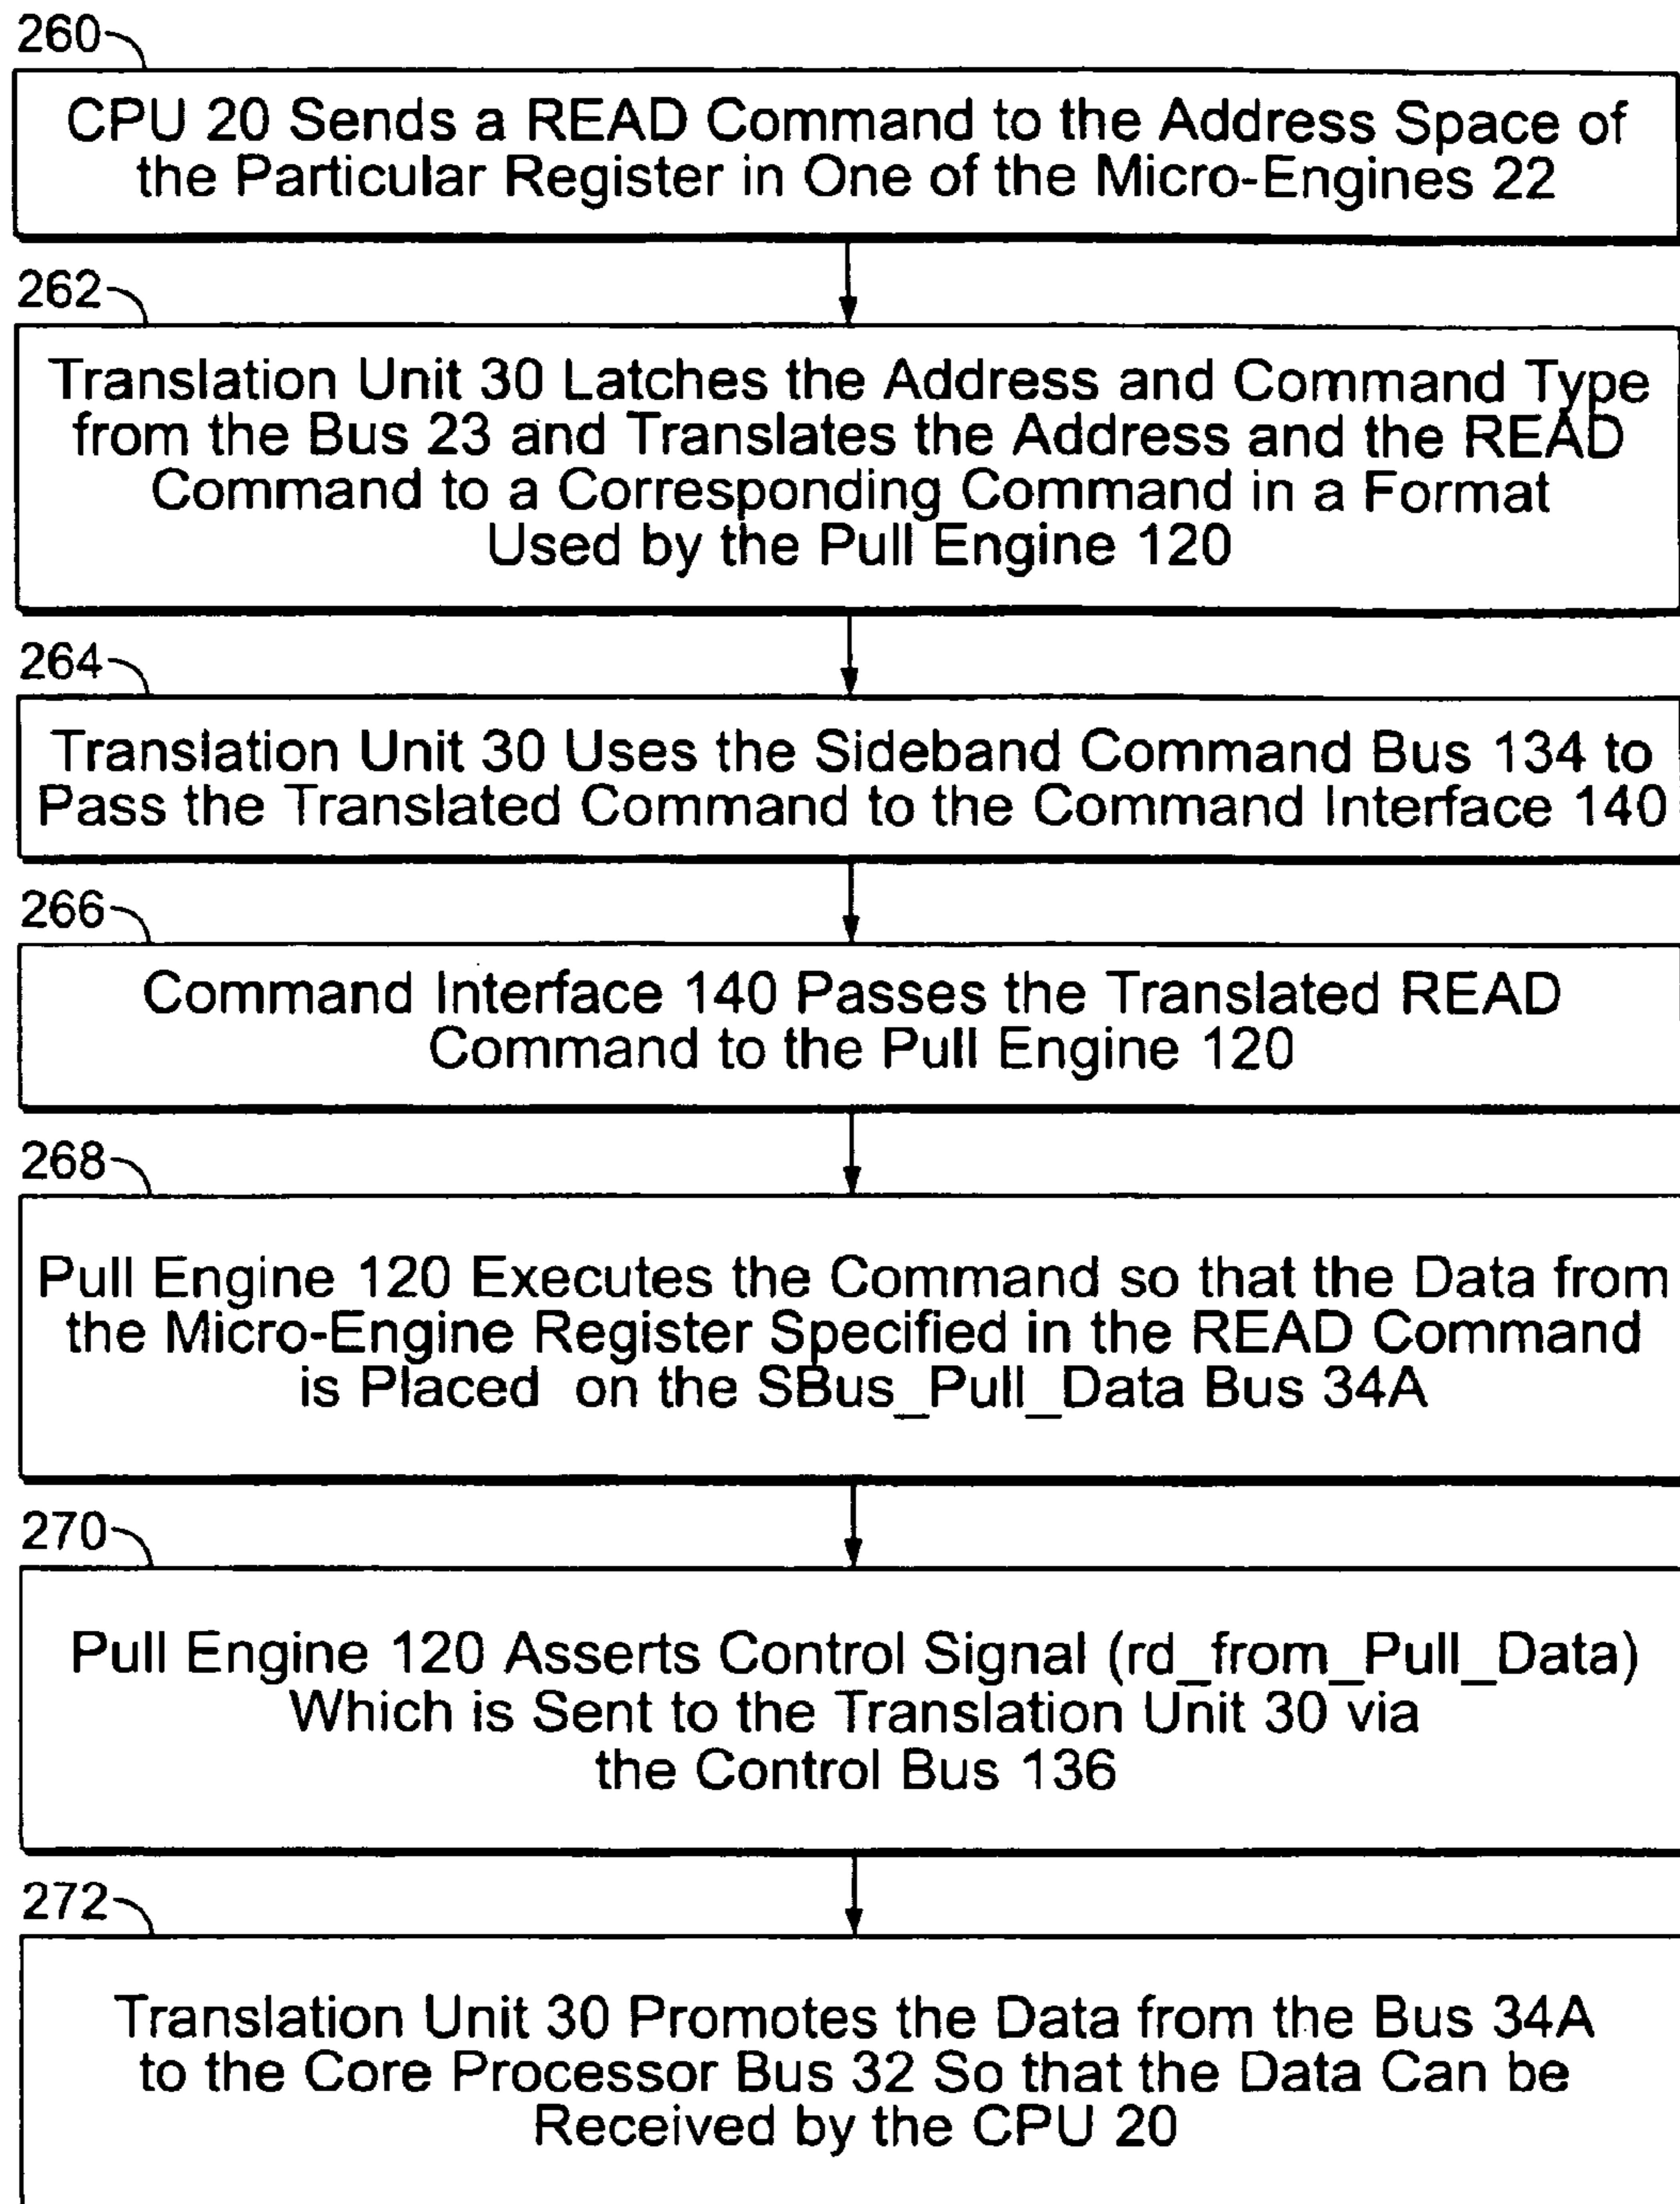 260
CPU 20 Sends a READ Command to the Address Space of
the Particular Register in One of the Micro-Engines 22
262
Translation Unit 30 Latches the Address and Command Type
from the Bus 23 and Translates the Address and the READ
Command to a Corresponding Command in a Format
Used by the Pull Engine 120
264
Translation Unit 30 Uses the Sideband Command Bus 134 to
Pass the Translated Command to the Command Interface 140
266
Command Interface 140 Passes the Translated READ
Command to the Pull Engine 120
268
Pull Engine 120 Executes the Command so that the Data from
the Micro-Engine Register Specified in the READ Command
is Placed on the SBus_Pull_Data Bus 34A
270
Pull Engine 120 Asserts Control Signal (rd_from_Pull_Data)
Which is Sent to the Translation Unit 30 via
the Control Bus 136
272
Translation Unit 30 Promotes the Data from the Bus 34A
to the Core Processor Bus 32 So that the Data Can be
Received by the CPU 20